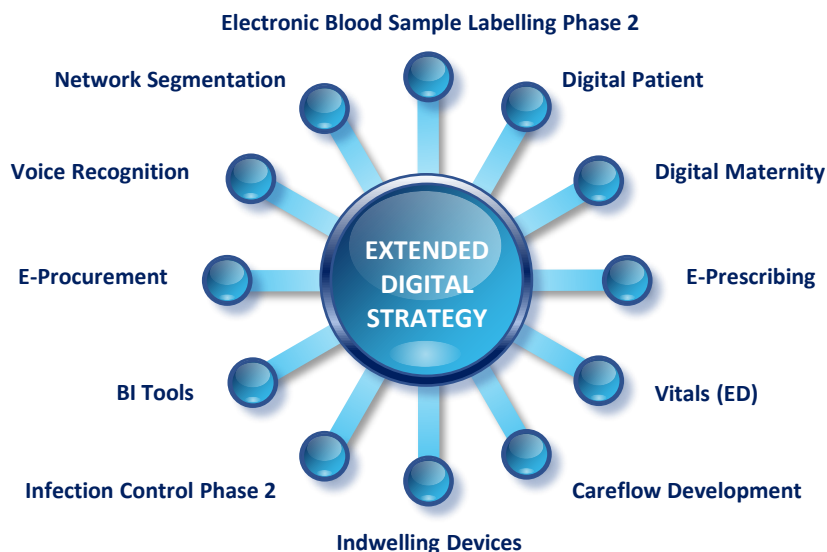 Electronic Blood Sample Labelling Phase 2
Network Segmentation
Digital Patient
Voice Recognition
Digital Maternity
EXTENDED
DIGITAL
STRATEGY
E-Procurement
E-Prescribing
BI Tools
Vitals (ED)
Infection Control Phase 2
Careflow Development
Indwelling Devices